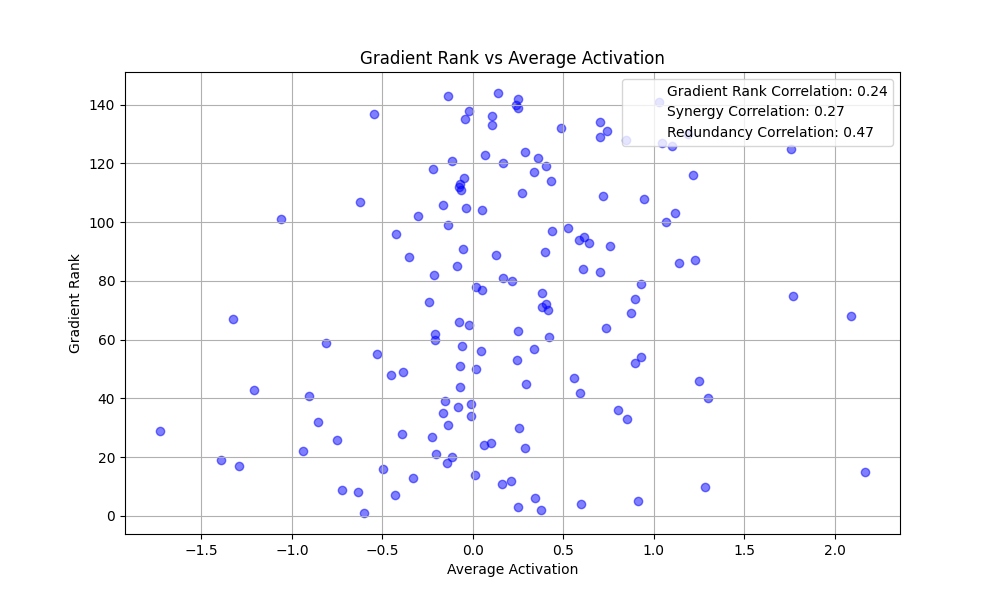 Gradient Rank vs Average Activation
Gradient Rank Correlation: 0.24
Synergy Correlation: 0.27
Redundancy Correlation: 0.47
140
120
100
80
60
40
20
0
Gradient Rank
−1.5
−1.0
−0.5
0.0
0.5
1.0
1.5
2.0
Average Activation